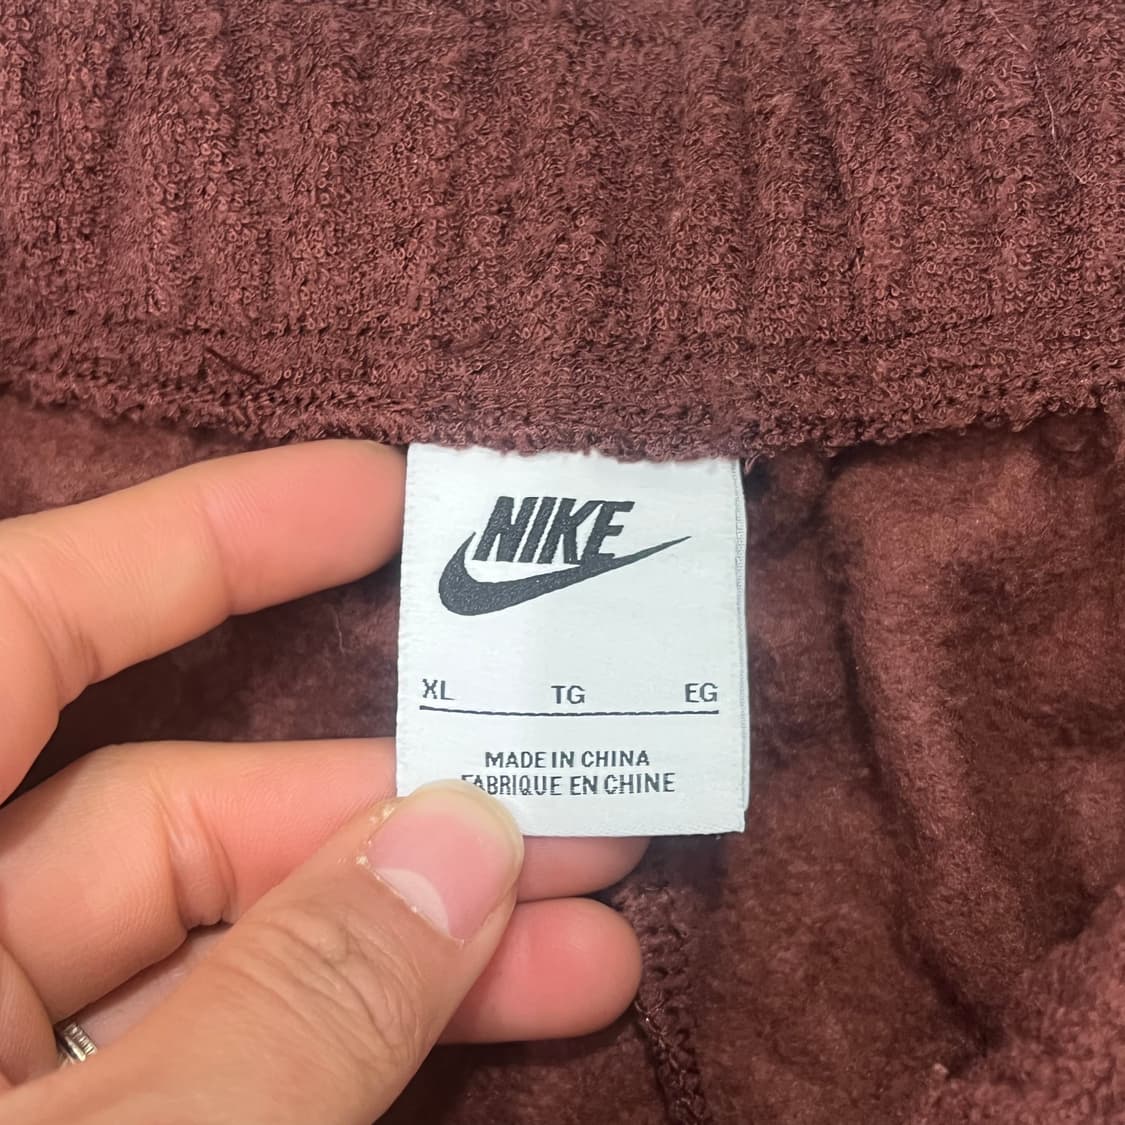 NIKE
XL TG EG
MADE IN CHINA
FABRIQUE EN CHINE